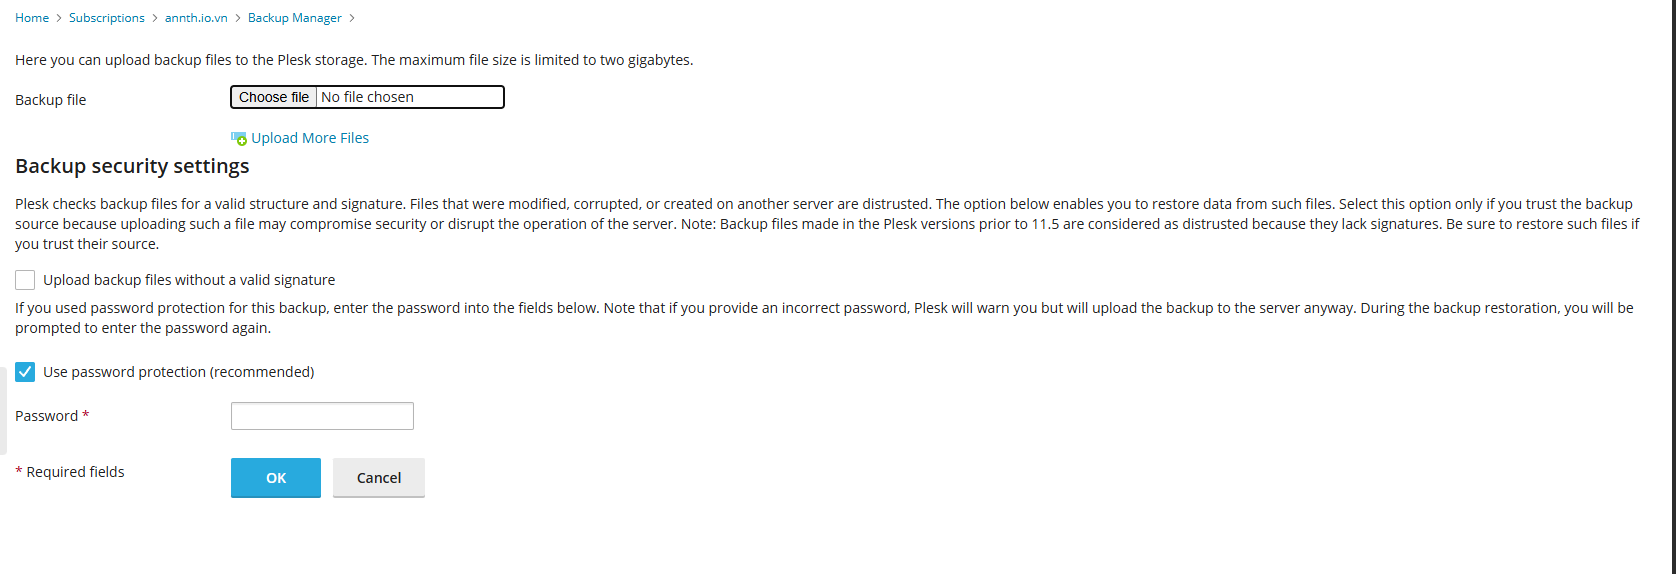 Home > Subscriptions > annth.io.vn > Backup Manager >
Here you can upload backup files to the Plesk storage. The maximum file size is limited to two gigabytes.
Backup file
Choose file No file chosen
Upload More Files
Backup security settings
Plesk checks backup files for a valid structure and signature. Files that were modified, corrupted, or created on another server are distrusted. The option below enables you to restore data from such files. Select this option only if you trust the backup
source because uploading such a file may compromise security or disrupt the operation of the server. Note: Backup files made in the Plesk versions prior to 11.5 are considered as distrusted because they lack signatures. Be sure to restore such files if
you trust their source.
Upload backup files without a valid signature
If you used password protection for this backup, enter the password into the fields below. Note that if you provide an incorrect password, Plesk will warn you but will upload the backup to the server anyway. During the backup restoration, you will be
prompted to enter the password again.
Use password protection (recommended)
Password *
* Required fields
OK
Cancel